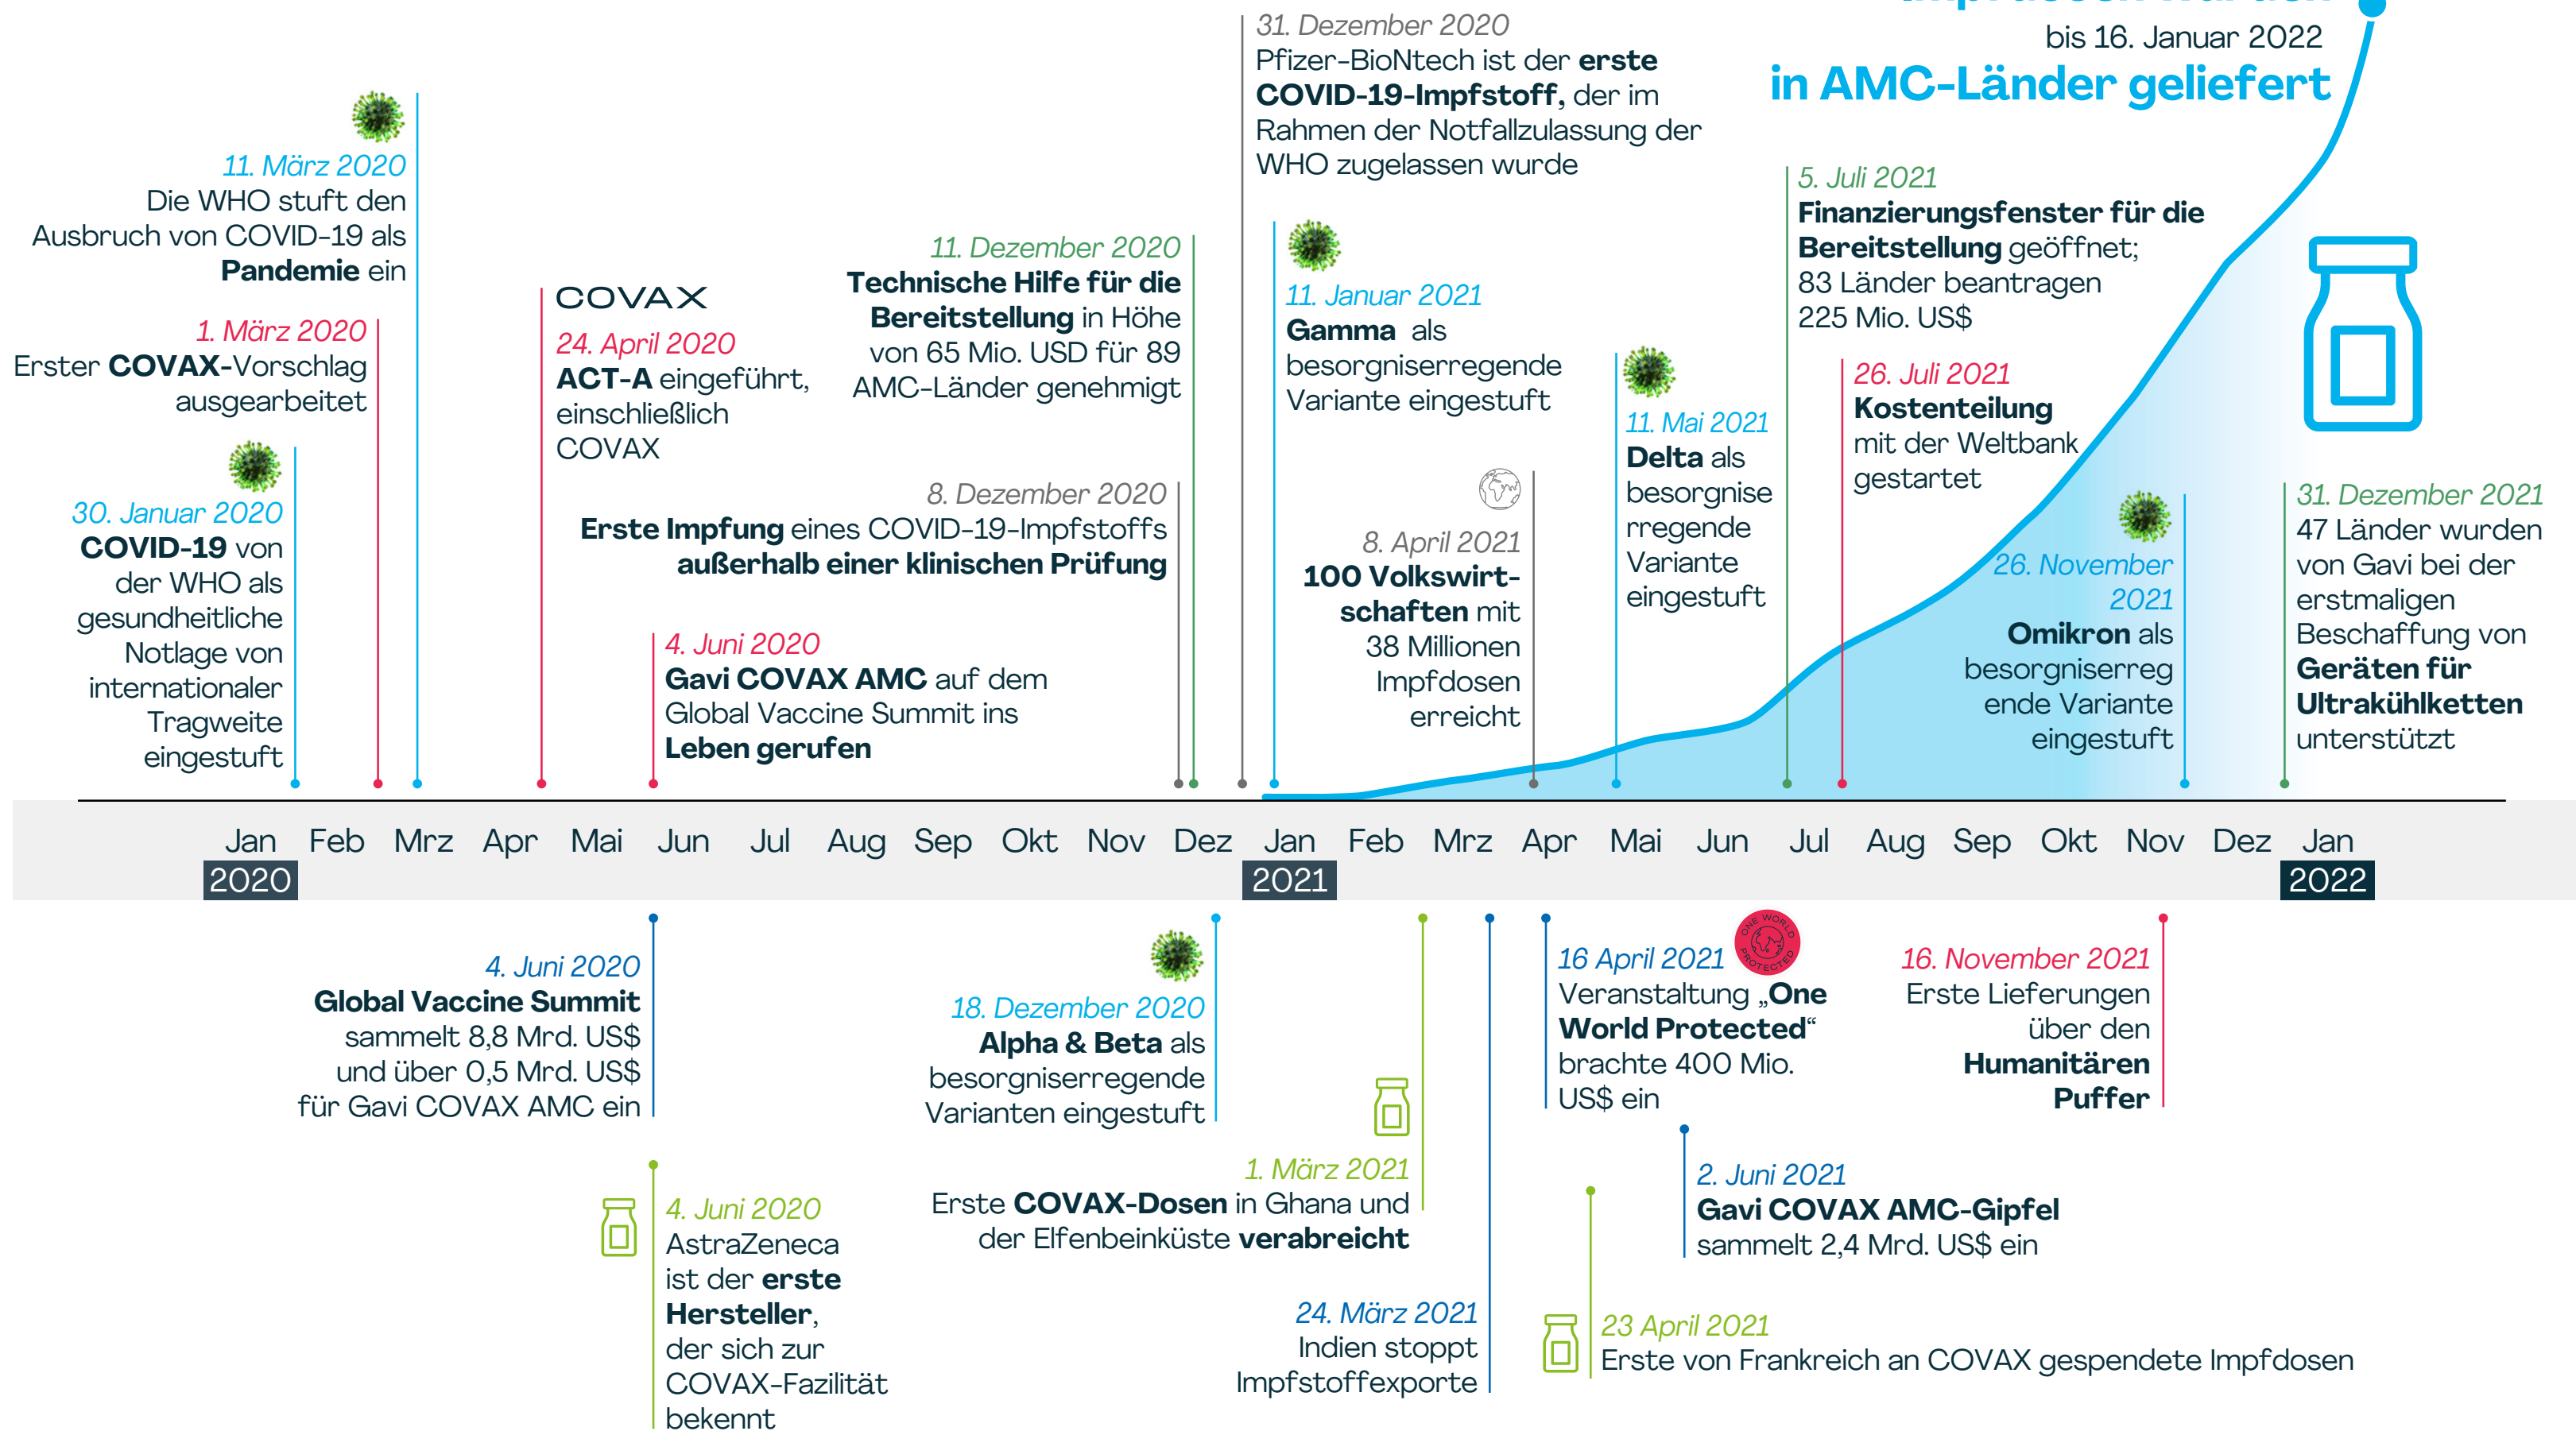 31. Dezember 2020
Pfizer-BioNtech ist der erste
COVID-19-Impfstoff, der im
Rahmen der Notfallzulassung der
WHO zugelassen wurde
bis 16. Januar 2022
in AMC-Länder geliefert
11. März 2020
Die WHO stuft den
Ausbruch von COVID-19 als
Pandemie ein
1. März 2020
Erster COVAX-Vorschlag
ausgearbeitet
30. Januar 2020
COVID-19 von
der WHO als
gesundheitliche
Notlage von
internationaler
Tragweite
eingestuft
COVAX
24. April 2020
ACT-A eingeführt,
einschließlich
COVAX
4. Juni 2020
Gavi COVAX AMC auf dem
Global Vaccine Summit ins
Leben gerufen
11. Dezember 2020
Technische Hilfe für die
Bereitstellung in Höhe
von 65 Mio. USD für 89
AMC-Länder genehmigt
8. Dezember 2020
Erste Impfung eines COVID-19-Impfstoffs
außerhalb einer klinischen Prüfung
11. Januar 2021
Gamma als
besorgniserregende
Variante eingestuft
8. April 2021
100 Volkswirt-
schaften mit
38 Millionen
Impfdosen
erreicht
11. Mai 2021
Delta als
besorgnise
rregende
Variante
eingestuft
5. Juli 2021
Finanzierungsfenster für die
Bereitstellung geöffnet;
83 Länder beantragen
225 Mio. US$
26. Juli 2021
Kostenteilung
mit der Weltbank
gestartet
26. November
2021
Omikron als
besorgniserreg
ende Variante
eingestuft
31. Dezember 2021
47 Länder wurden
von Gavi bei der
erstmaligen
Beschaffung von
Geräten für
Ultrakühlketten
unterstützt
Jan Feb Mrz Apr Mai Jun Jul Aug Sep Okt Nov Dez Jan Feb Mrz Apr Mai Jun Jul Aug Sep Okt Nov Dez Jan
2020 2021 2022
4. Juni 2020
Global Vaccine Summit
sammelt 8,8 Mrd. US$
und über 0,5 Mrd. US$
für Gavi COVAX AMC ein
4. Juni 2020
AstraZeneca
ist der erste
Hersteller,
der sich zur
COVAX-Fazilität
bekennt
18. Dezember 2020
Alpha & Beta als
besorgniserregende
Varianten eingestuft
1. März 2021
Erste COVAX-Dosen in Ghana und
der Elfenbeinküste verabreicht
24. März 2021
Indien stoppt
Impfstoffexporte
16 April 2021
Veranstaltung „One
World Protected“
brachte 400 Mio.
US$ ein
ONE WORLD
PROTECTED
2. Juni 2021
Gavi COVAX AMC-Gipfel
sammelt 2,4 Mrd. US$ ein
23 April 2021
Erste von Frankreich an COVAX gespendete Impfdosen
16. November 2021
Erste Lieferungen
über den
Humanitären
Puffer